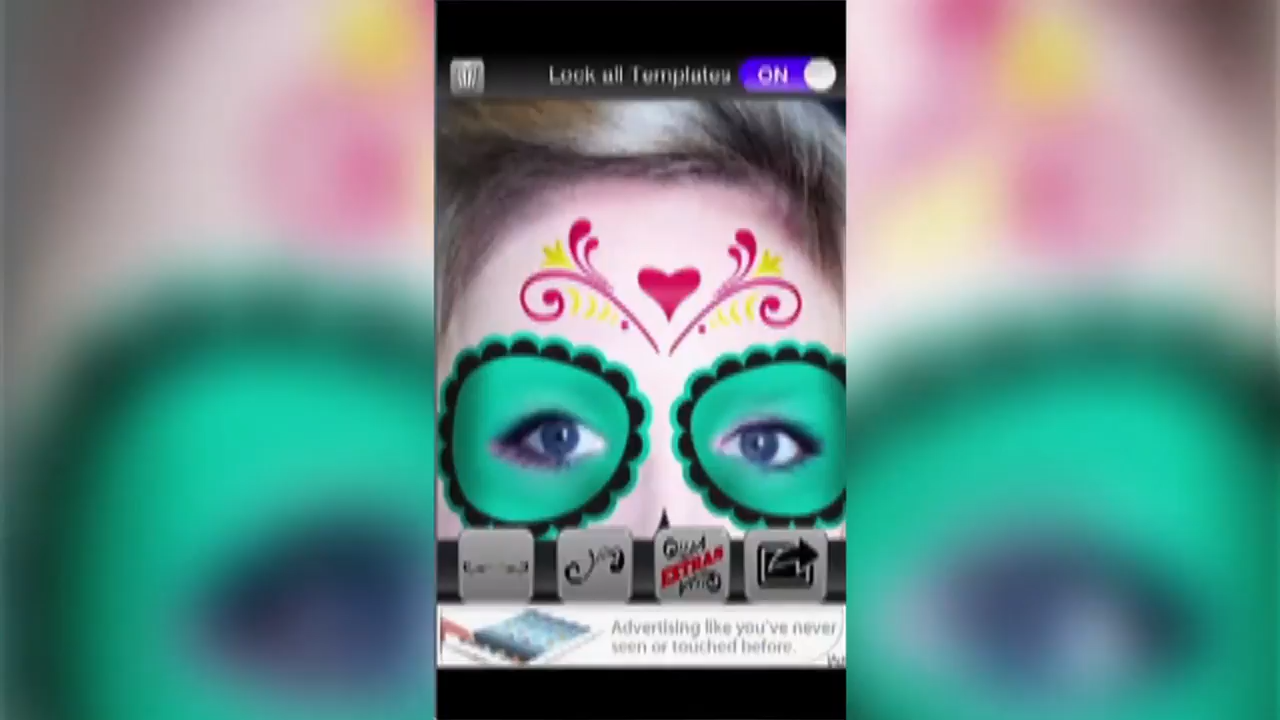 Lock all Templates ON
EXTRAS
Advertising like you've never
seen or touched before.